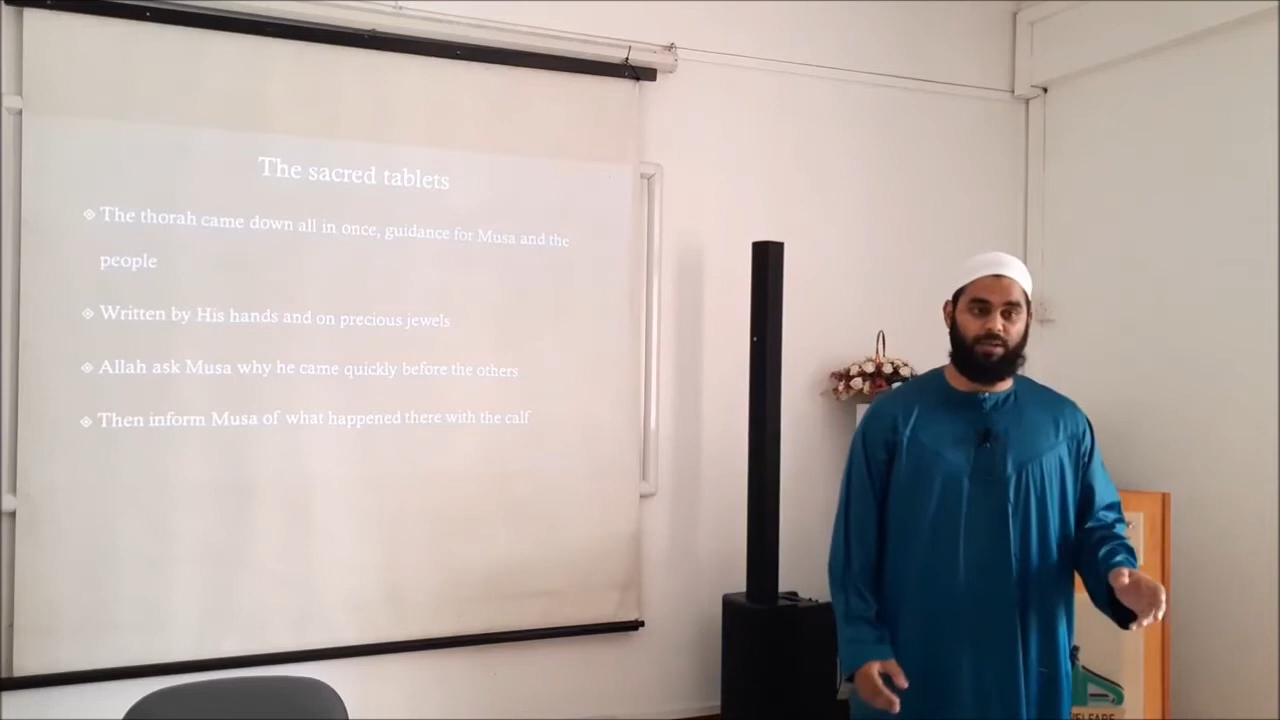 The sacred tablets
The thorah came down all in once, guidance for Musa and the
people
Written by His hands and on precious jewels
Allah ask Musa why he came quickly before the others
Then inform Musa of what happened there with the calf
WELFARE